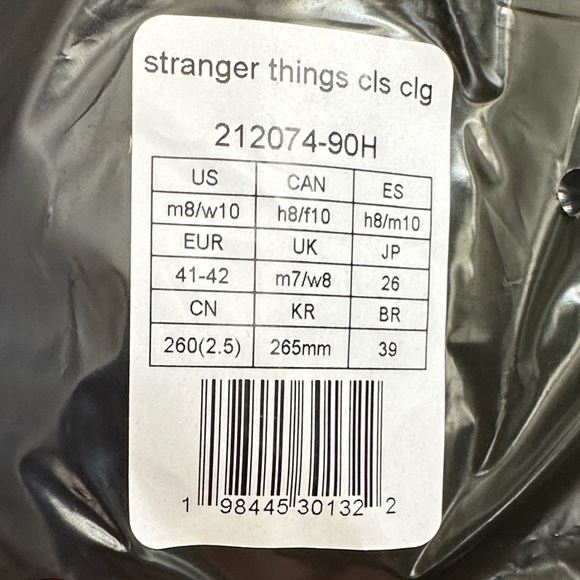 stranger things cls clg
212074-90H
US CAN ES
m8/w10 h8/f10 h8/m10
EUR UK JP
41-42 m7/w8 26
CN KR BR
260(2.5) 265mm 39
1 98445 30132 2